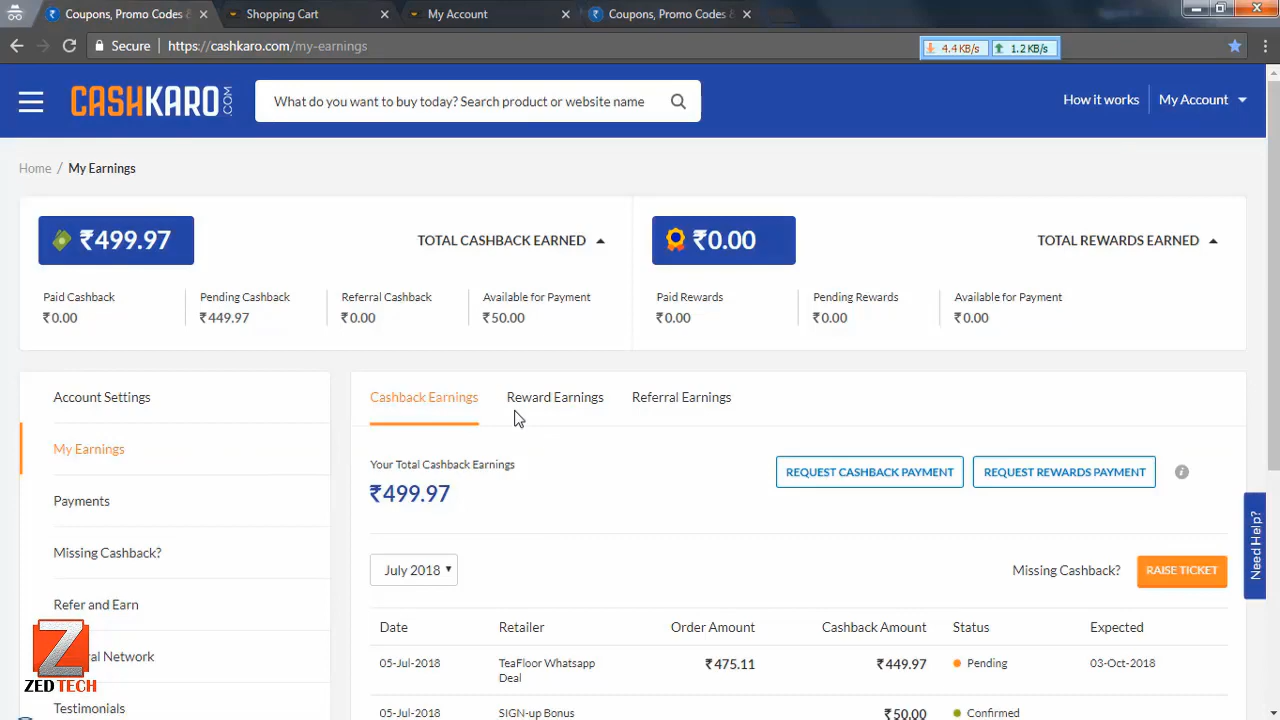 Coupons, Promo Codes &
Shopping Cart
My Account
Coupons, Promo Codes &
Secure
https://cashkaro.com/my-earnings
4.4 KB/s
1.2 KB/s
CASHKARO.COM
What do you want to buy today? Search product or website name
How it works
My Account
Home / My Earnings
₹499.97
TOTAL CASHBACK EARNED
₹0.00
TOTAL REWARDS EARNED
Paid Cashback
Pending Cashback
Referral Cashback
Available for Payment
Paid Rewards
Pending Rewards
Available for Payment
₹0.00
₹449.97
₹0.00
₹50.00
₹0.00
₹0.00
₹0.00
Account Settings
My Earnings
Payments
Missing Cashback?
Refer and Earn
al Network
Testimonials
Z
ZEDTECH
Cashback Earnings
Reward Earnings
Referral Earnings
Your Total Cashback Earnings
₹499.97
REQUEST CASHBACK PAYMENT
REQUEST REWARDS PAYMENT
Need Help?
July 2018
Missing Cashback?
RAISE TICKET
Date Retailer Order Amount Cashback Amount Status Expected
05-Jul-2018 TeaFloor Whatsapp ₹475.11 ₹449.97 Pending 03-Oct-2018
Deal
05-Jul-2018 SIGN-up Bonus ₹50.00 Confirmed